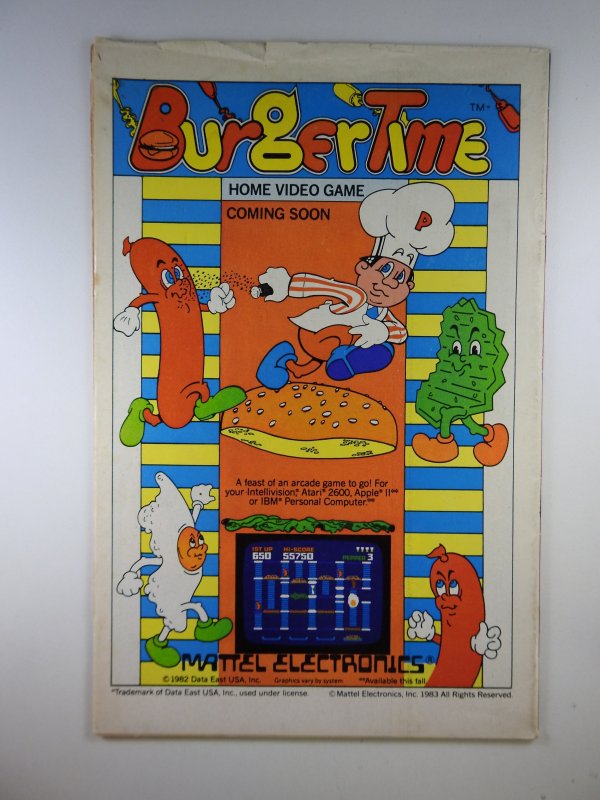 BurgerTime TM*
HOME VIDEO GAME
COMING SOON
P
A feast of an arcade game to go! For
your Intellivision®, Atari® 2600, Apple® II**
or IBM® Personal Computer.**
1ST UP HI-SCORE
650 55750 PEPPER 3
MATTEL ELECTRONICS®
©1982 Data East USA, Inc. Graphics vary by system. **Available this fall.
*Trademark of Data East USA, Inc., used under license. ©Mattel Electronics, Inc. 1983 All Rights Reserved.